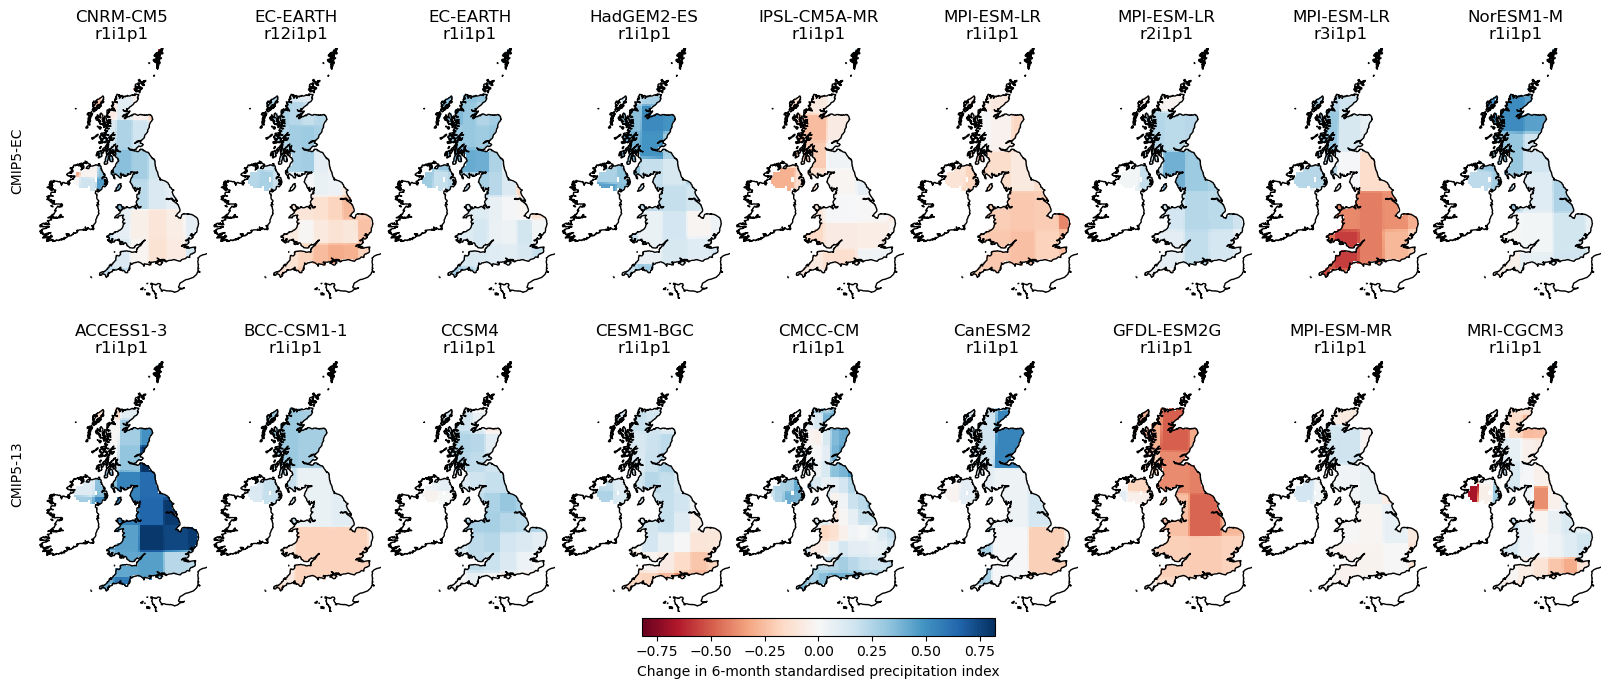 CNRM-CM5 EC-EARTH EC-EARTH HadGEM2-ES IPSL-CM5A-MR MPI-ESM-LR MPI-ESM-LR MPI-ESM-LR NorESM1-M
r1i1p1 r12i1p1 r1i1p1 r1i1p1 r1i1p1 r1i1p1 r2i1p1 r3i1p1 r1i1p1
CMIP5-EC
ACCESS1-3 BCC-CSM1-1 CCSM4 CESM1-BGC CMCC-CM CanESM2 GFDL-ESM2G MPI-ESM-MR MRI-CGCM3
r1i1p1 r1i1p1 r1i1p1 r1i1p1 r1i1p1 r1i1p1 r1i1p1 r1i1p1 r1i1p1
CMIP5-13
−0.75 −0.50 −0.25 0.00 0.25 0.50 0.75
Change in 6-month standardised precipitation index